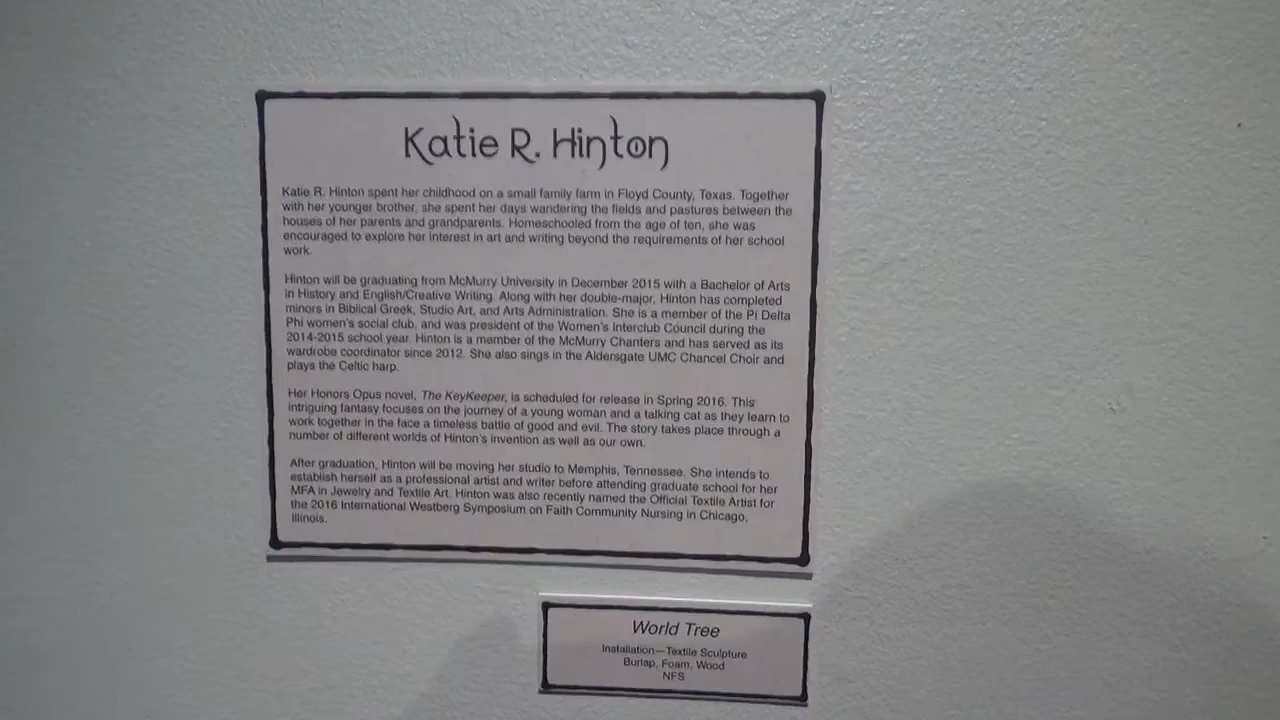 Katie R. Hinton
Katie R. Hinton spent her childhood on a small family farm in Floyd County, Texas. Together
with her younger brother, she spent her days wandering the fields and pastures between the
houses of her parents and grandparents. Homeschooled from the age of ten, she was
encouraged to explore her interest in art and writing beyond the requirements of her school
work.
Hinton will be graduating from McMurry University in December 2015 with a Bachelor of Arts
in History and English/Creative Writing. Along with her double-major, Hinton has completed
minors in Biblical Greek, Studio Art, and Arts Administration. She is a member of the Pi Delta
Phi women's social club, and was president of the Women's Interclub Council during the
2014-2015 school year. Hinton is a member of the McMurry Chanters and has served as its
wardrobe coordinator since 2012. She also sings in the Aldersgate UMC Chancel Choir and
plays the Celtic harp.
Her Honors Opus novel, The KeyKeeper, is scheduled for release in Spring 2016. This
intriguing fantasy focuses on the journey of a young woman and a talking cat as they learn to
work together in the face a timeless battle of good and evil. The story takes place through a
number of different worlds of Hinton's invention as well as our own.
After graduation, Hinton will be moving her studio to Memphis, Tennessee. She intends to
establish herself as a professional artist and writer before attending graduate school for her
MFA in Jewelry and Textile Art. Hinton was also recently named the Official Textile Artist for
the 2016 International Westberg Symposium on Faith Community Nursing in Chicago,
Illinois.
World Tree
Installation—Textile Sculpture
Burlap, Foam, Wood
NFS